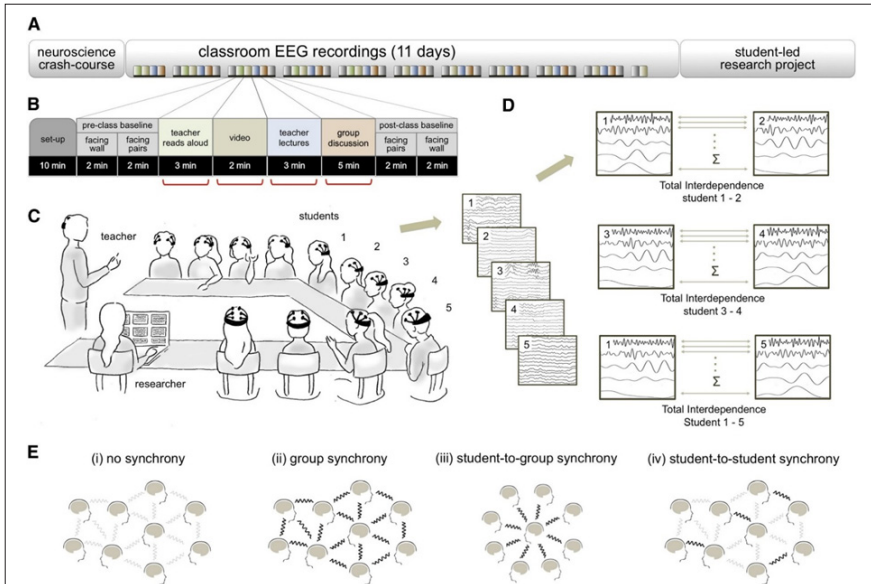 A
neuroscience
crash-course
classroom EEG recordings (11 days)
student-led
research project
B
set-up
pre-class baseline
facing
wall
facing
pairs
teacher
reads aloud
video
teacher
lectures
group
discussion
post-class baseline
facing
pairs
facing
wall
10 min
2 min
2 min
3 min
2 min
3 min
5 min
2 min
2 min
C
teacher
students
1
2
3
4
5
researcher
1
2
3
4
5
D
1
2
Σ
Total Interdependence
student 1 - 2
3
4
Σ
Total Interdependence
student 3 - 4
1
5
Σ
Total Interdependence
Student 1 - 5
E
(i) no synchrony
(ii) group synchrony
(iii) student-to-group synchrony
(iv) student-to-student synchrony